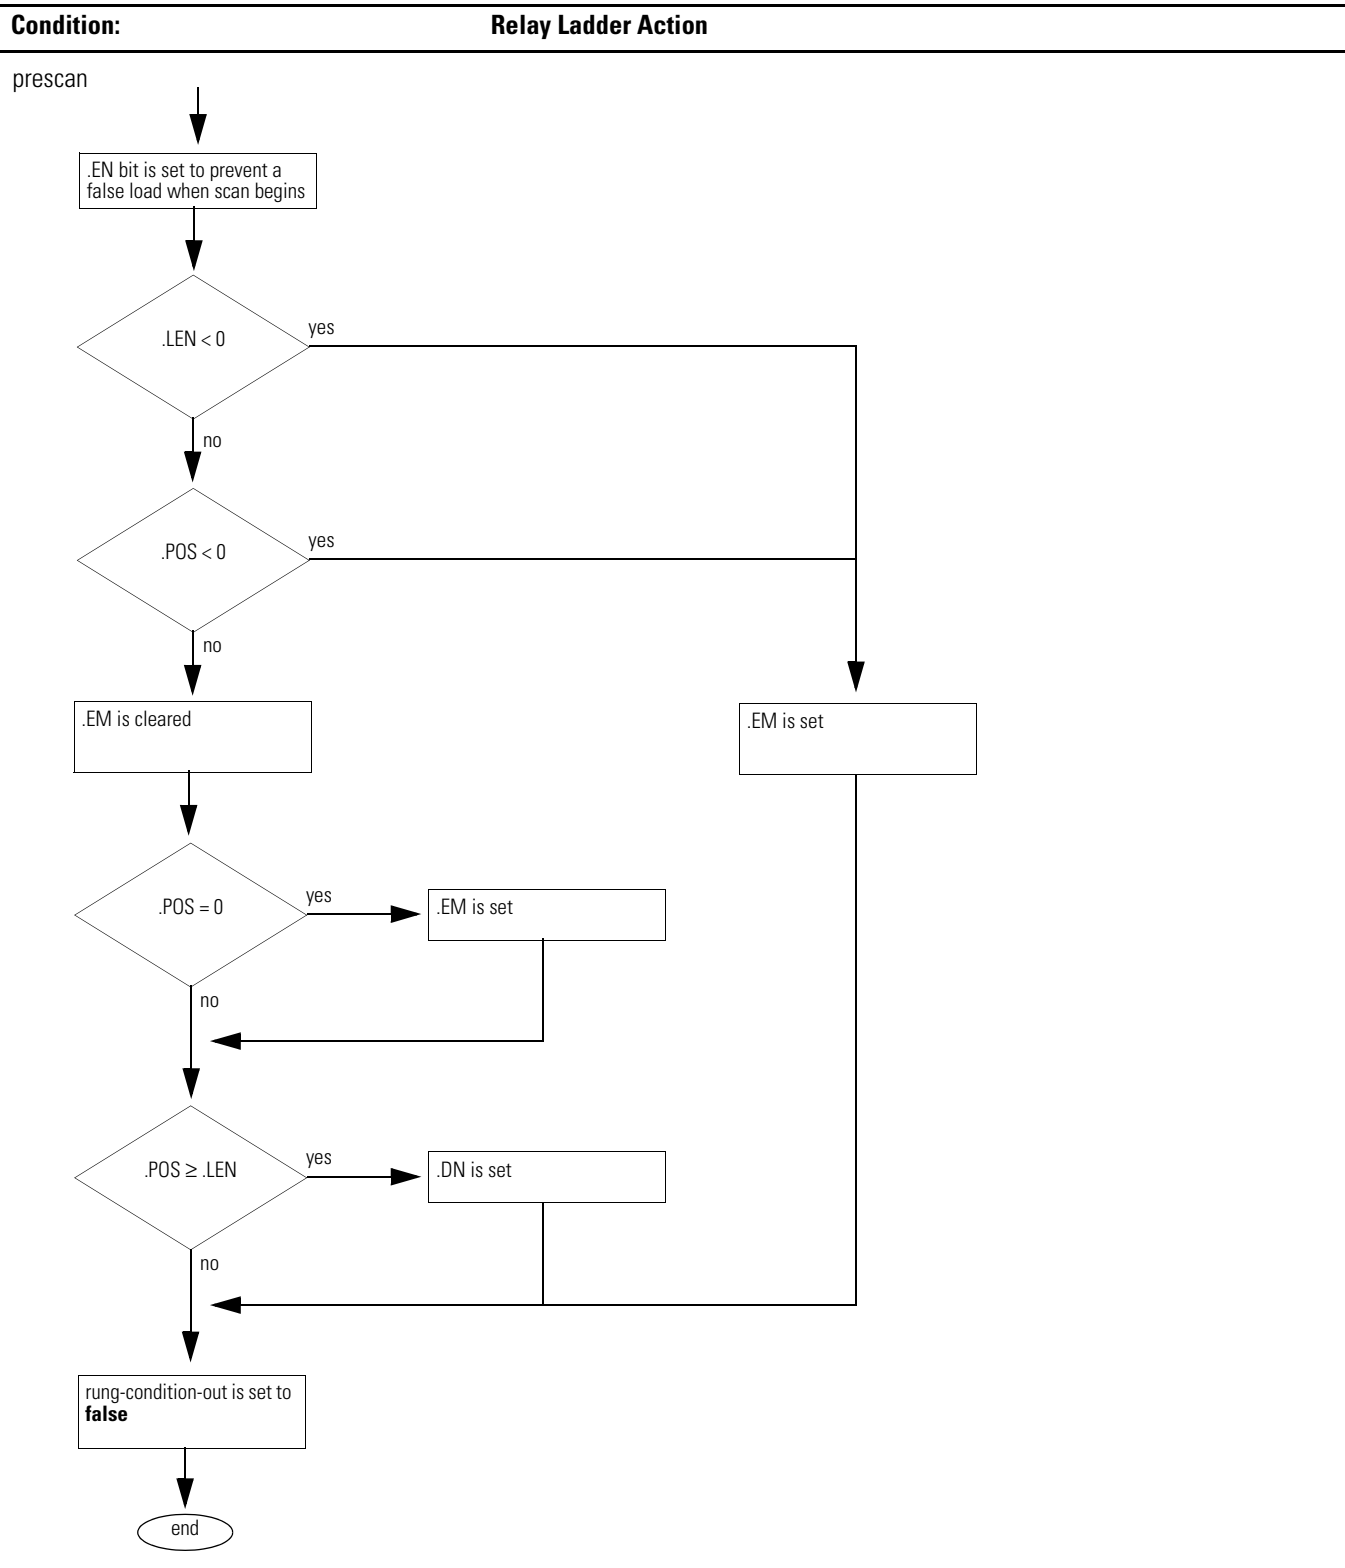 Condition: Relay Ladder Action
prescan
.EN bit is set to prevent a
false load when scan begins
.LEN < 0
yes
no
.POS < 0
yes
no
.EM is cleared
.EM is set
.POS = 0
yes
.EM is set
no
.POS ≥ .LEN
yes
.DN is set
no
rung-condition-out is set to
false
end